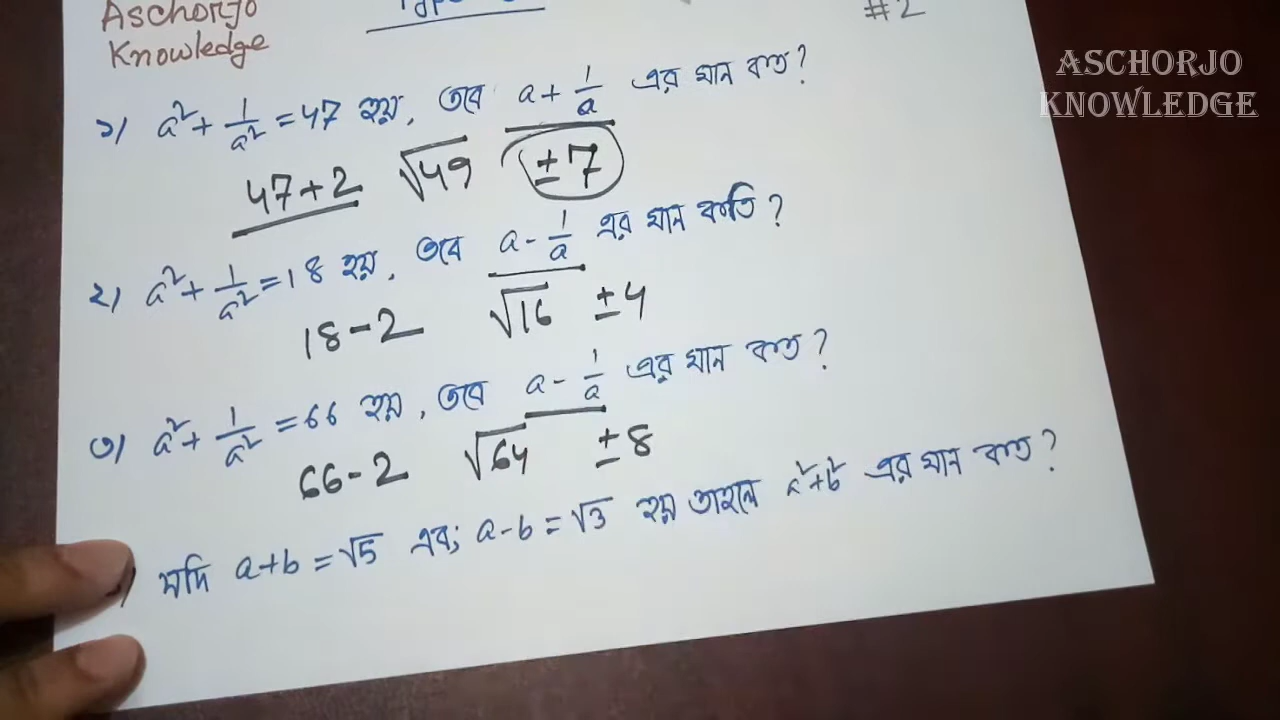 Aschorjo
Knowledge
#2
ASCHORJO
KNOWLEDGE
১) a² + 1/a² = 47 হয়, তবে a + 1/a এর মান কত?
47+2 √49 ±7
২) a² + 1/a² = 18 হয়, তবে a - 1/a এর মান কতি?
18-2 √16 ±4
৩) a² + 1/a² = 66 হয়, তবে a - 1/a এর মান কত?
66-2 √64 ±8
) যদি a+b = √5 এবং a-b = √3 হয় তাহলে a²+b² এর মান কত?